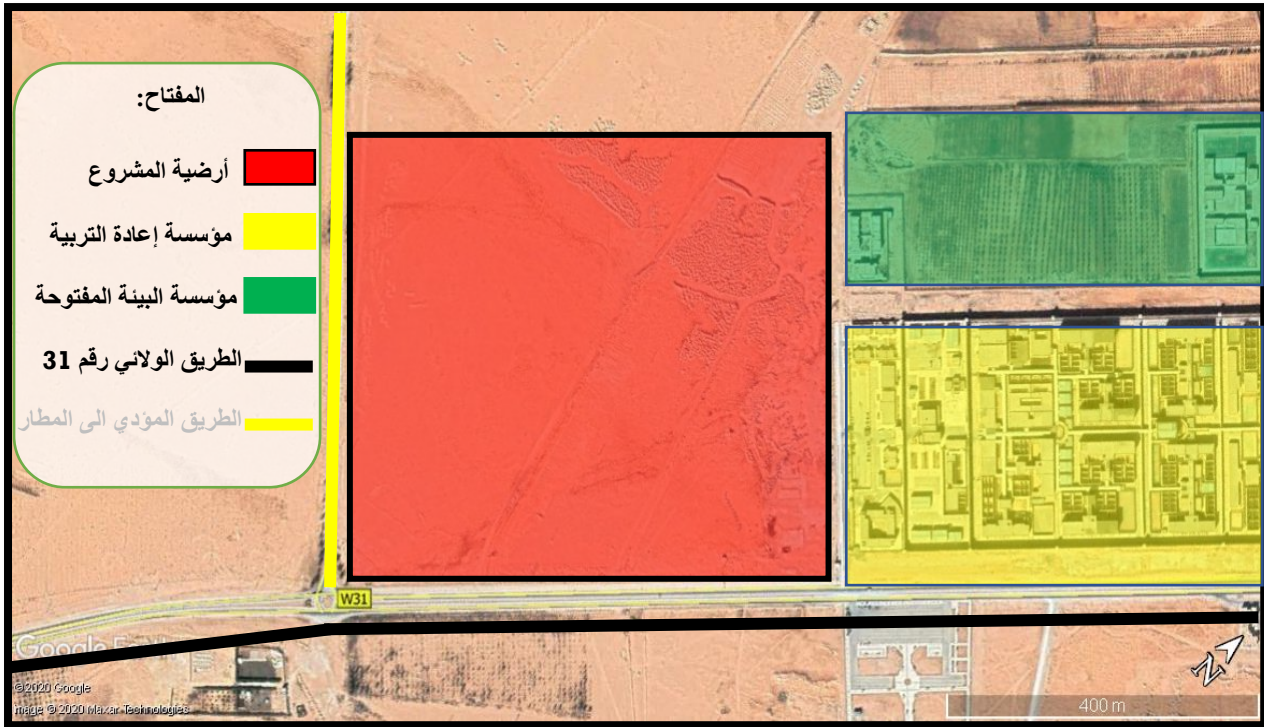 المفتاح:
أرضية المشروع
مؤسسة إعادة التربية
مؤسسة البيئة المفتوحة
الطريق الولائي رقم 31
الطريق المؤدي الى المطار
W31
Google
©2020 Google
Image © 2020 Maxar Technologies
N
400 m